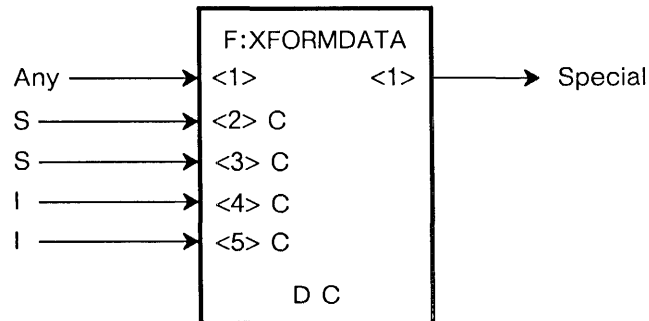 F:XFORMDATA
Any <1> <1> Special
S <2> C
S <3> C
I <4> C
I <5> C
D C